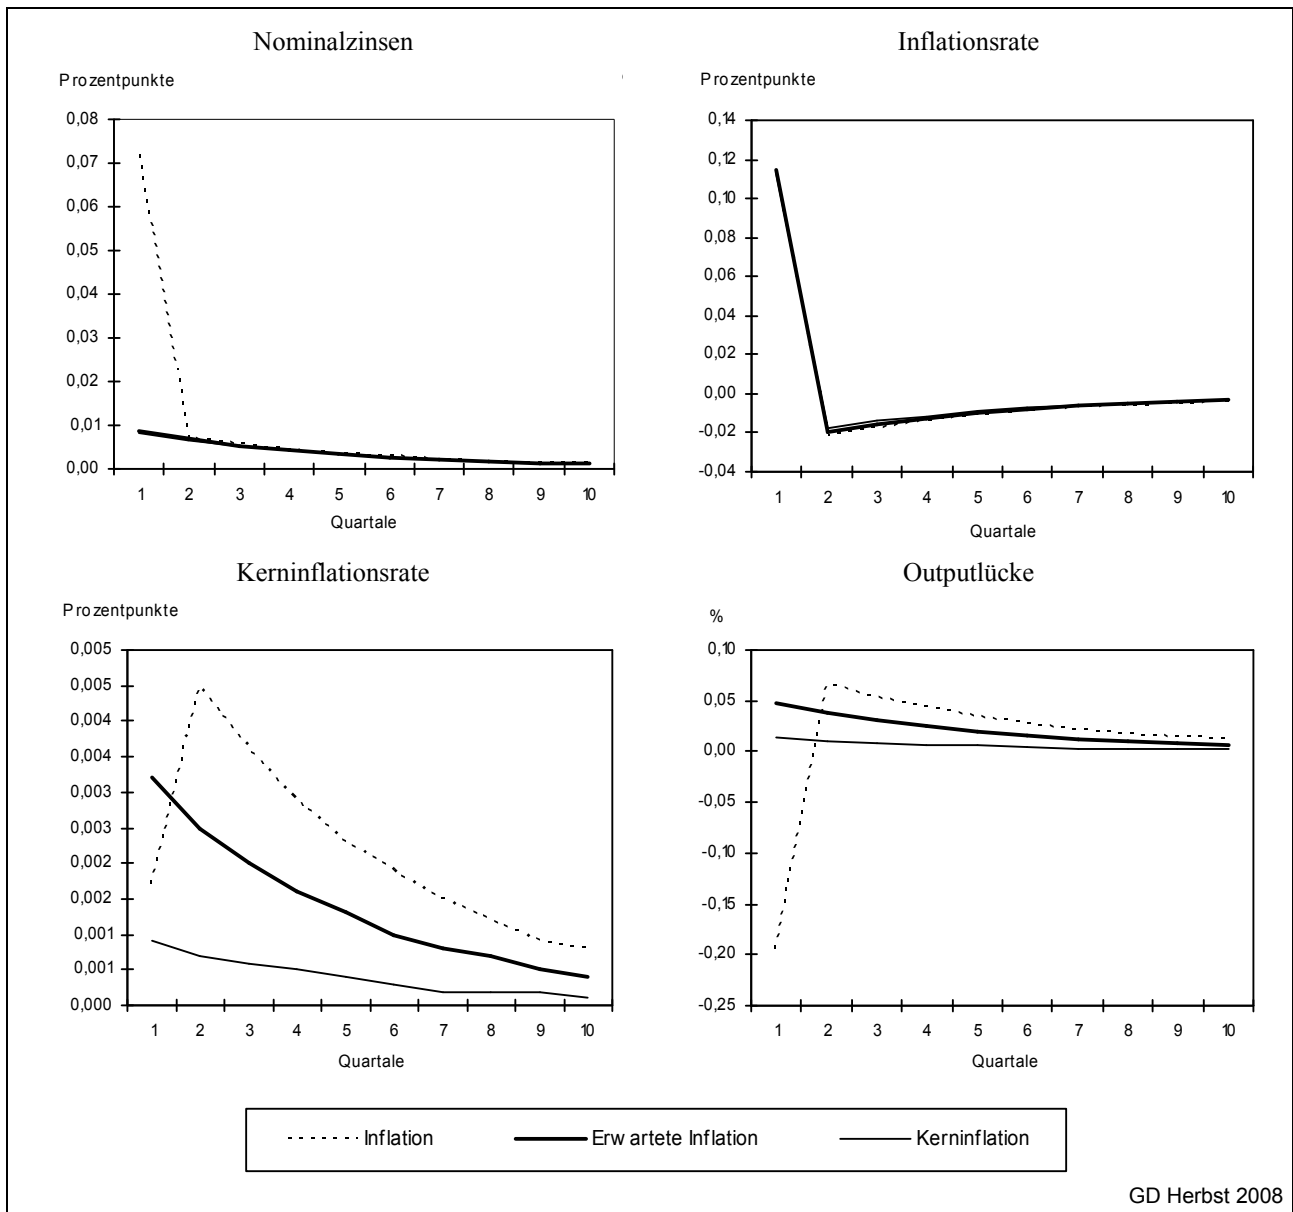 Nominalzinsen
Prozentpunkte
0,08
0,07
0,06
0,05
0,04
0,03
0,02
0,01
0,00
1 2 3 4 5 6 7 8 9 10
Quartale
Inflationsrate
Prozentpunkte
0,14
0,12
0,10
0,08
0,06
0,04
0,02
0,00
-0,02
-0,04
1 2 3 4 5 6 7 8 9 10
Quartale
Kerninflationsrate
Prozentpunkte
0,005
0,005
0,004
0,004
0,003
0,003
0,002
0,002
0,001
0,001
0,000
1 2 3 4 5 6 7 8 9 10
Quartale
Outputlücke
%
0,10
0,05
0,00
-0,05
-0,10
-0,15
-0,20
-0,25
1 2 3 4 5 6 7 8 9 10
Quartale
Inflation Erwartete Inflation Kerninflation
GD Herbst 2008